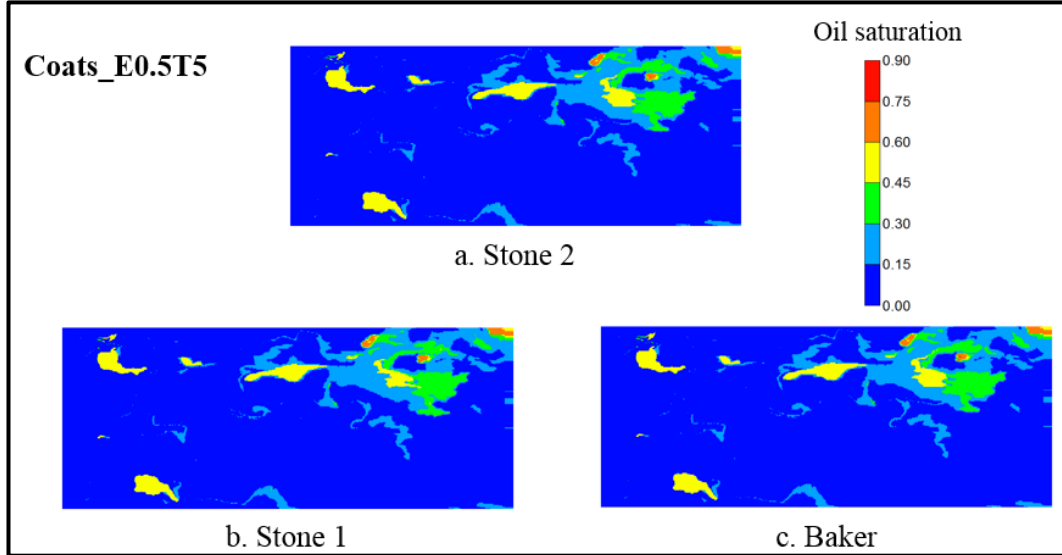 Coats_E0.5T5
Oil saturation
0.90
0.75
0.60
0.45
0.30
0.15
0.00
a. Stone 2
b. Stone 1
c. Baker